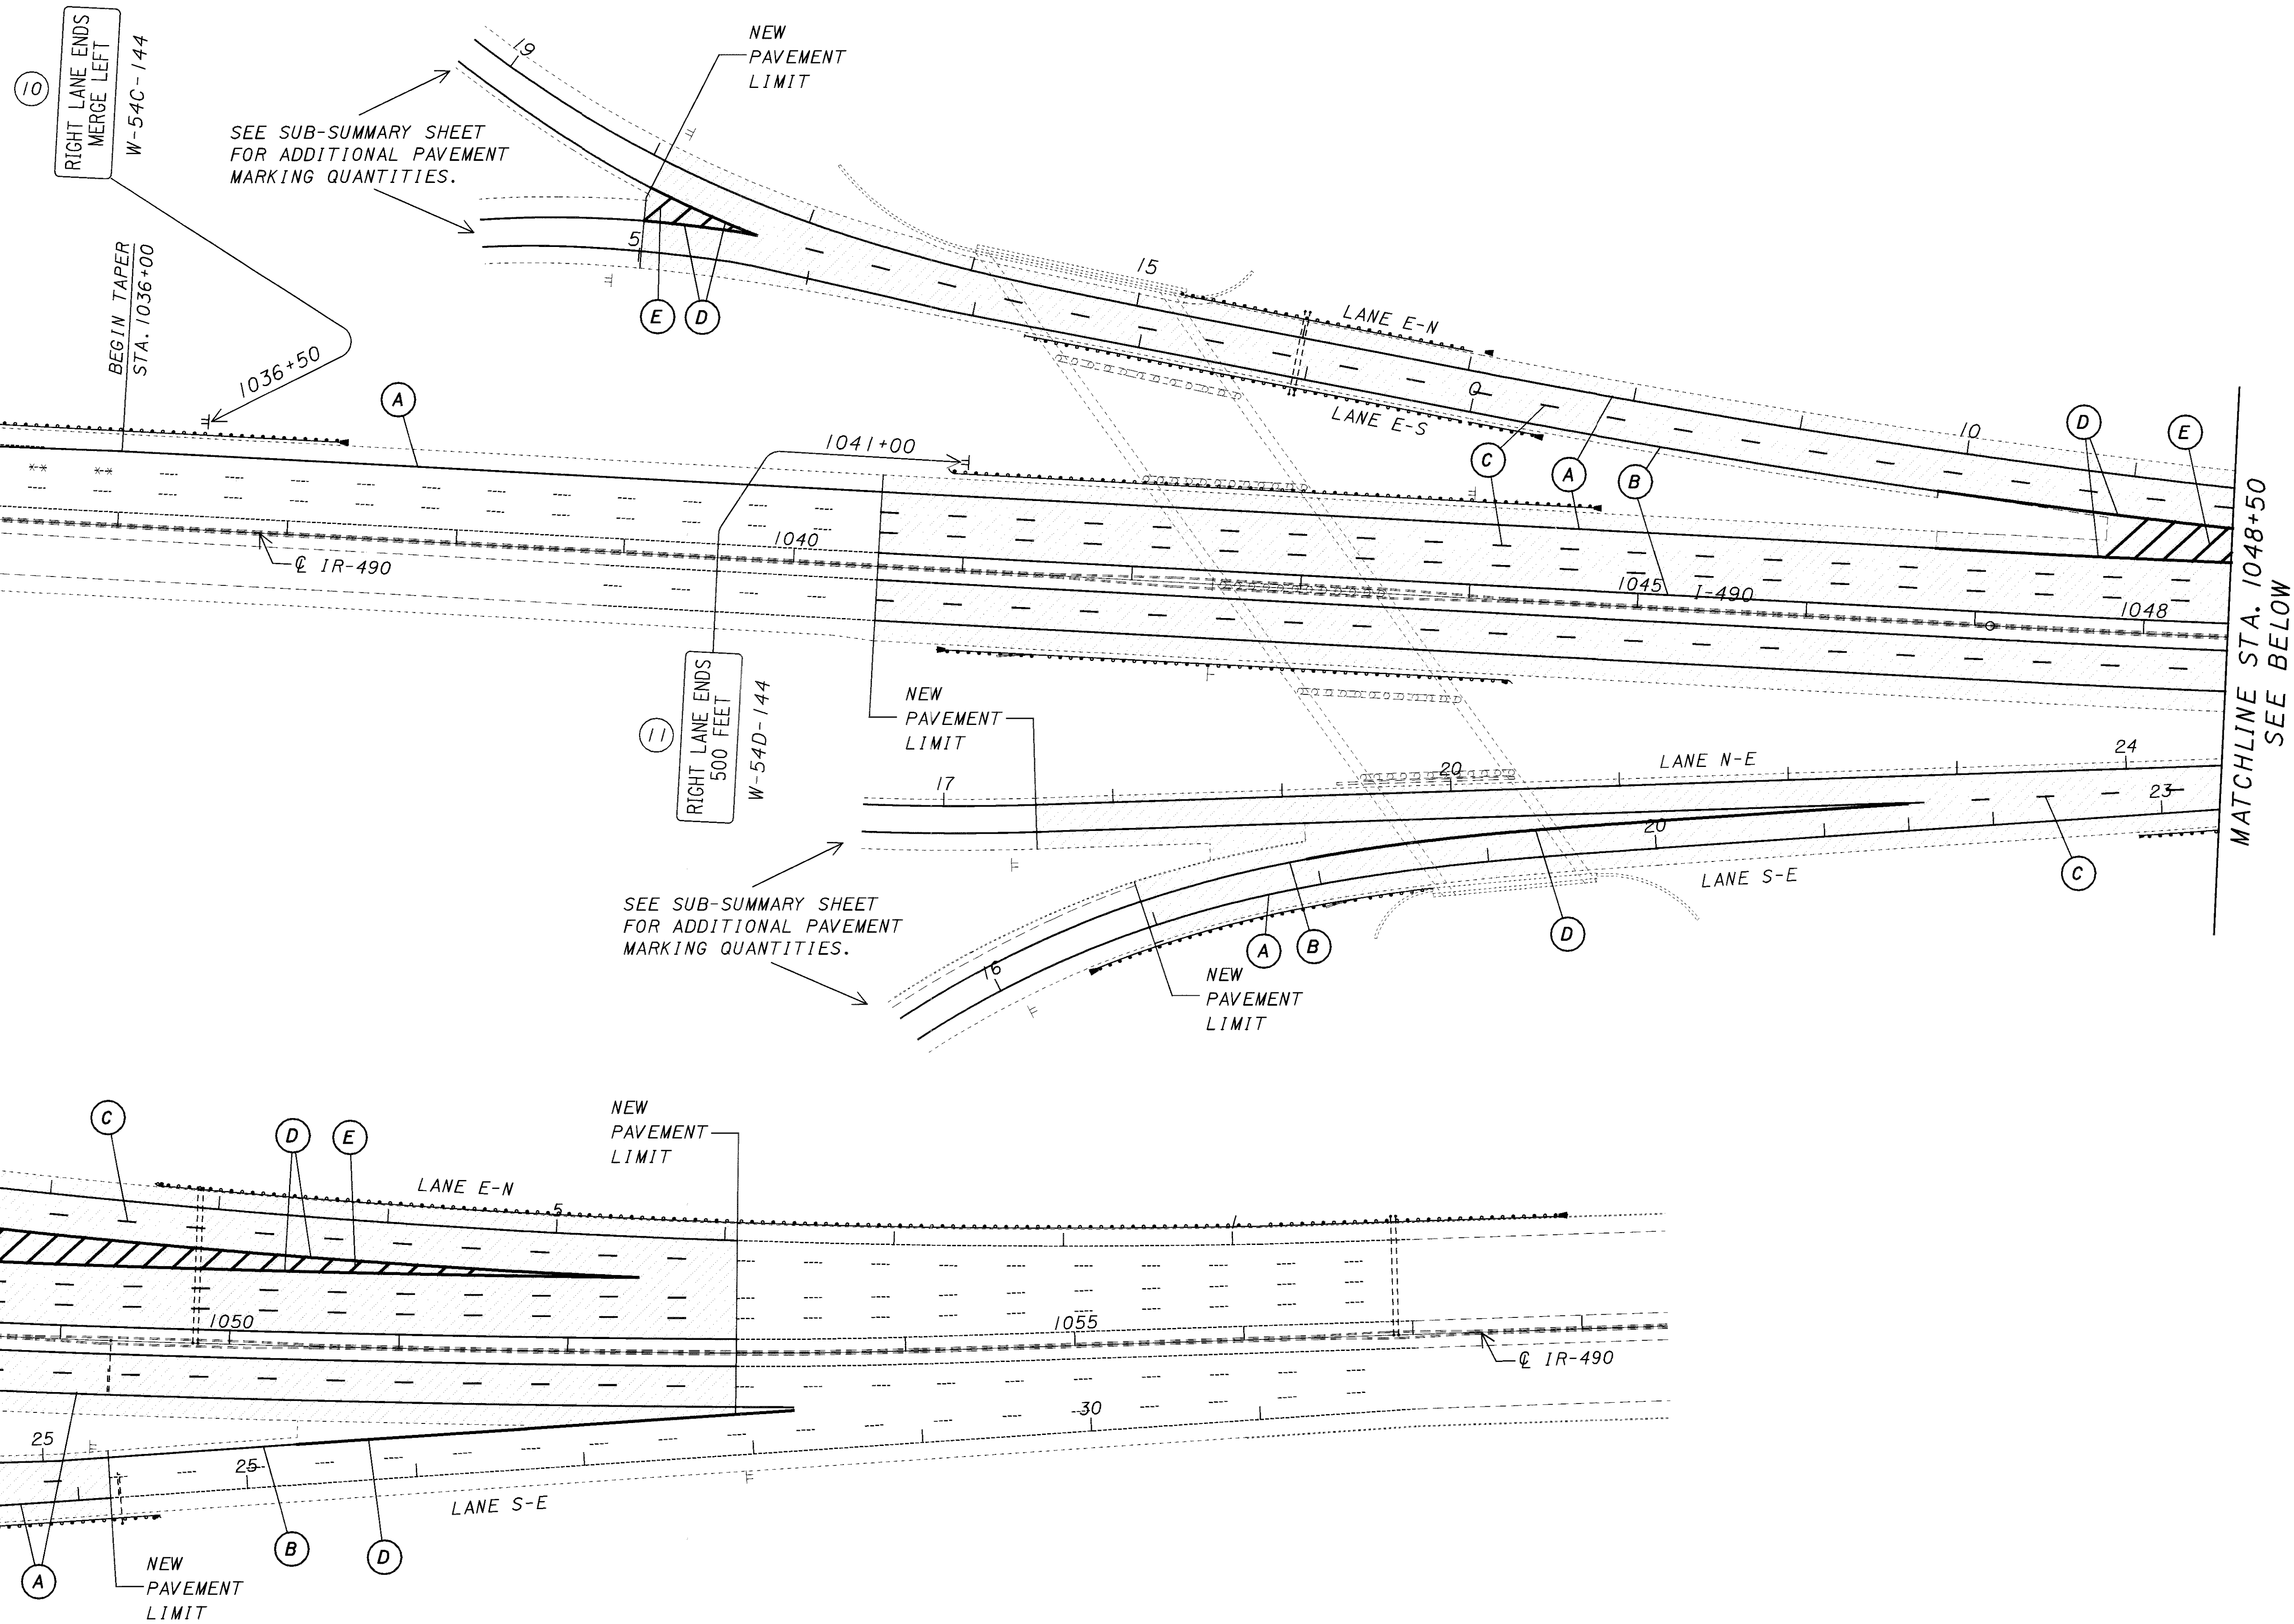 10
RIGHT LANE ENDS
MERGE LEFT
W-54C-144
NEW
PAVEMENT
LIMIT
19
SEE SUB-SUMMARY SHEET
FOR ADDITIONAL PAVEMENT
MARKING QUANTITIES.
BEGIN TAPER
STA. 1036+00
1036+50
5
E
D
15
LANE E-N
LANE E-S
0
A
1041+00
C
A
B
10
D
E
℄ IR-490
1040
1045
I-490
1048
MATCHLINE STA. 1048+50
SEE BELOW
11
RIGHT LANE ENDS
500 FEET
W-54D-144
NEW
PAVEMENT
LIMIT
17
20
LANE N-E
24
20
23
LANE S-E
C
SEE SUB-SUMMARY SHEET
FOR ADDITIONAL PAVEMENT
MARKING QUANTITIES.
16
A
B
D
NEW
PAVEMENT
LIMIT
C
D
E
NEW
PAVEMENT
LIMIT
LANE E-N
5
1050
1055
℄ IR-490
25
25
30
LANE S-E
A
B
D
NEW
PAVEMENT
LIMIT